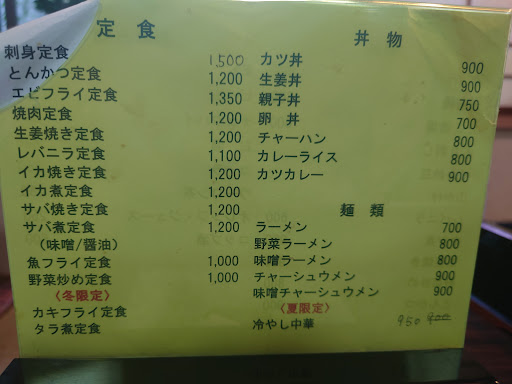 定食
刺身定食 1,500
とんかつ定食 1,200
エビフライ定食 1,350
焼肉定食 1,200
生姜焼き定食 1,200
レバニラ定食 1,100
イカ焼き定食 1,200
イカ煮定食 1,200
サバ焼き定食 1,200
サバ煮定食 1,200
(味噌/醤油)
魚フライ定食 1,000
野菜炒め定食 1,000
〈冬限定〉
カキフライ定食
タラ煮定食
丼物
カツ丼 900
生姜丼 900
親子丼 750
卵丼 700
チャーハン 800
カレーライス 800
カツカレー 900
麺類
ラーメン 700
野菜ラーメン 800
味噌ラーメン 800
チャーシュウメン 900
味噌チャーシュウメン 900
〈夏限定〉
冷やし中華 950 900